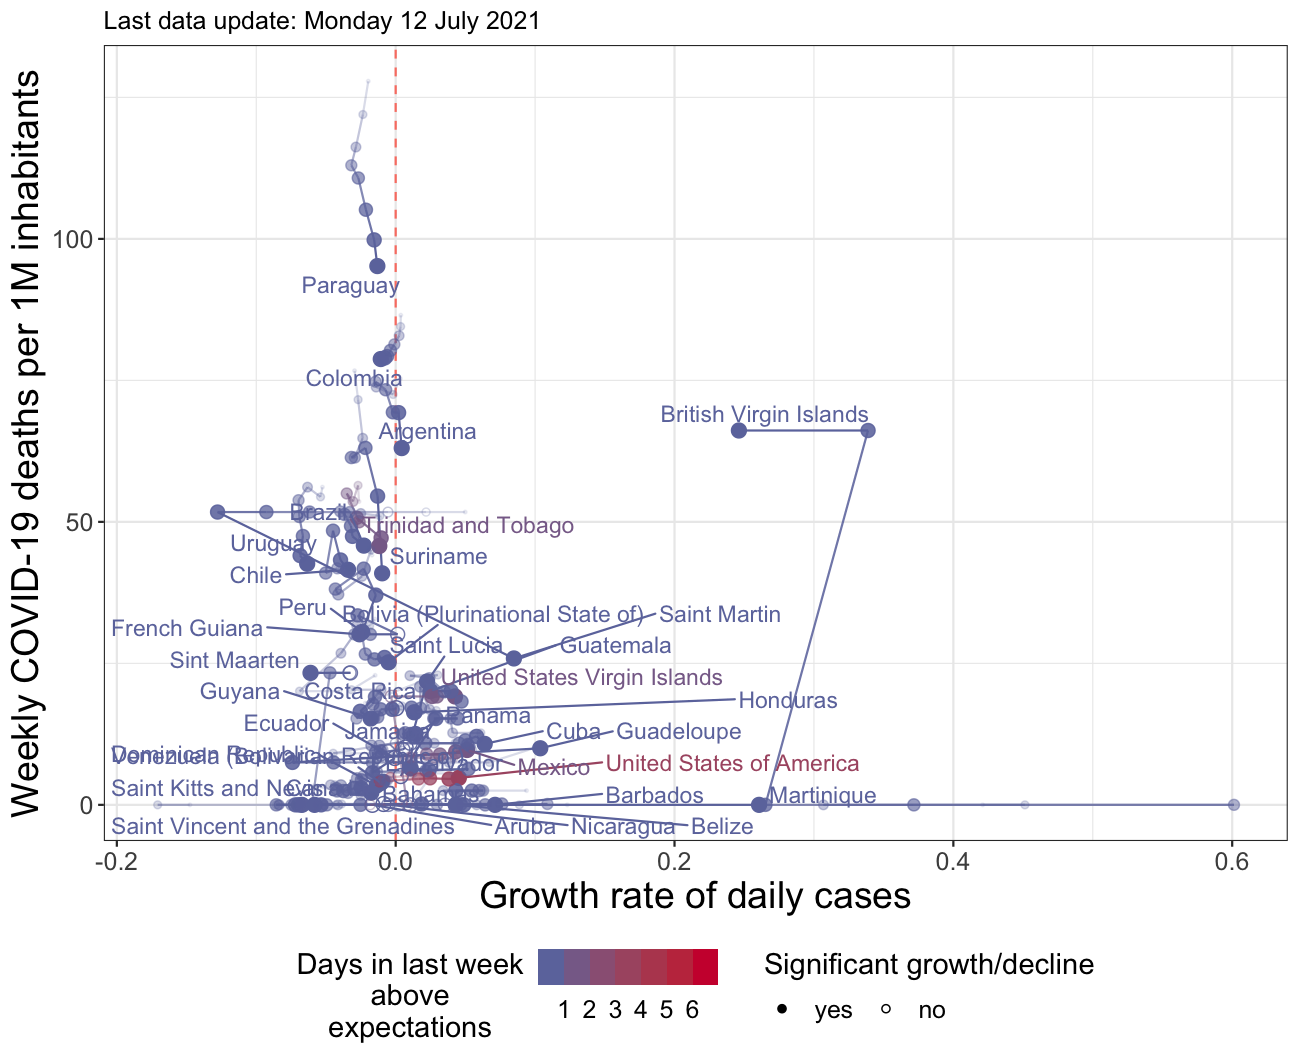 Last data update: Monday 12 July 2021
Weekly COVID-19 deaths per 1M inhabitants
100
50
0
Paraguay
Colombia
Argentina
British Virgin Islands
Brazil
Trinidad and Tobago
Uruguay
Suriname
Chile
Peru
Bolivia (Plurinational State of)
Saint Martin
French Guiana
Saint Lucia
Guatemala
Sint Maarten
United States Virgin Islands
Guyana
Costa Rica
Honduras
Panama
Ecuador
Jamaica
Cuba
Guadeloupe
Dominican Republic
Venezuela (Bolivarian Republic
Mexico
United States of America
Saint Kitts and Nevis
Bahamas
Barbados
Martinique
Saint Vincent and the Grenadines
Aruba
Nicaragua
Belize
-0.2
0.0
0.2
0.4
0.6
Growth rate of daily cases
Days in last week
above
expectations
1 2 3 4 5 6
Significant growth/decline
yes
no